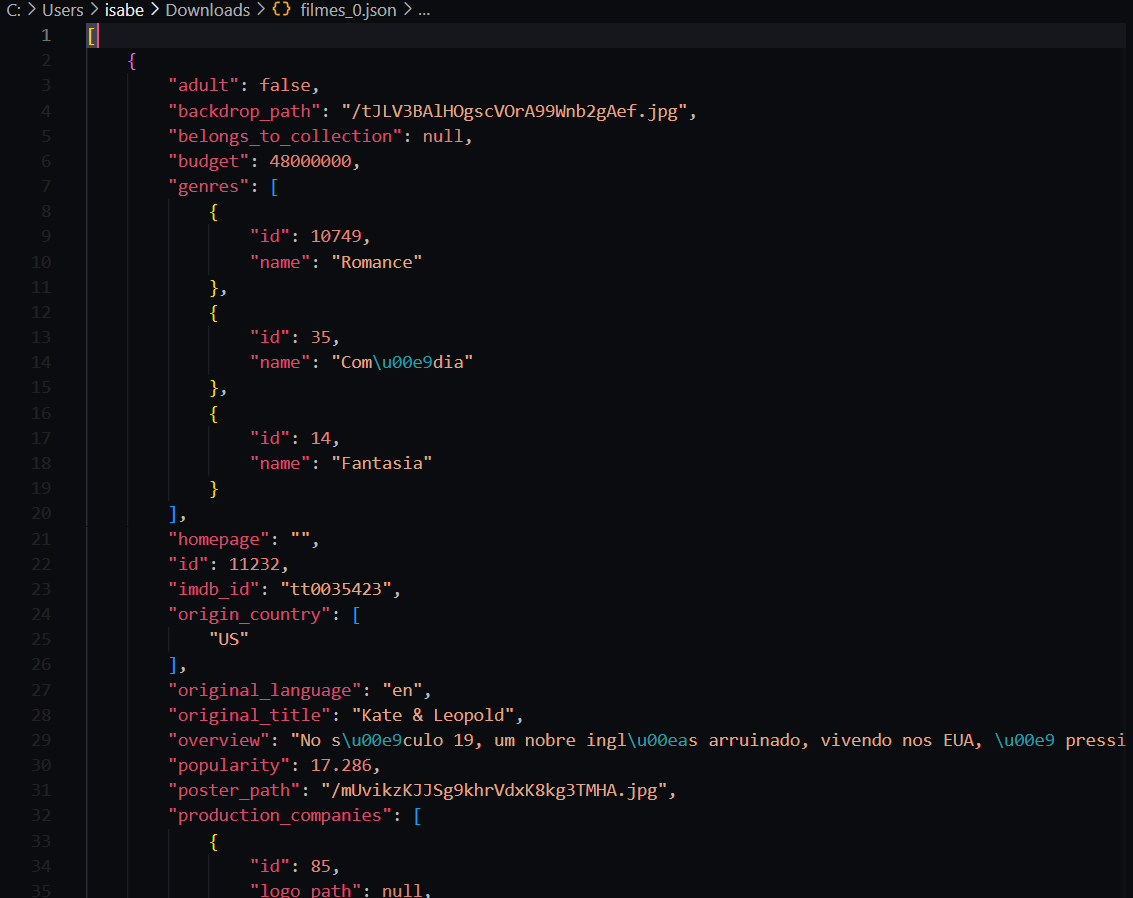 C: > Users > isabe > Downloads > {} filmes_0.json > ...
1 [
2 {
3 "adult": false,
4 "backdrop_path": "/tJLV3BAlHOgscVOrA99Wnb2gAef.jpg",
5 "belongs_to_collection": null,
6 "budget": 48000000,
7 "genres": [
8 {
9 "id": 10749,
10 "name": "Romance"
11 },
12 {
13 "id": 35,
14 "name": "Com\u00e9dia"
15 },
16 {
17 "id": 14,
18 "name": "Fantasia"
19 }
20 ],
21 "homepage": "",
22 "id": 11232,
23 "imdb_id": "tt0035423",
24 "origin_country": [
25 "US"
26 ],
27 "original_language": "en",
28 "original_title": "Kate & Leopold",
29 "overview": "No s\u00e9culo 19, um nobre ingl\u00eas arruinado, vivendo nos EUA, \u00e9 pressi
30 "popularity": 17.286,
31 "poster_path": "/mUvikzKJJSg9khrVdxK8kg3TMHA.jpg",
32 "production_companies": [
33 {
34 "id": 85,
35 "logo_path": null,